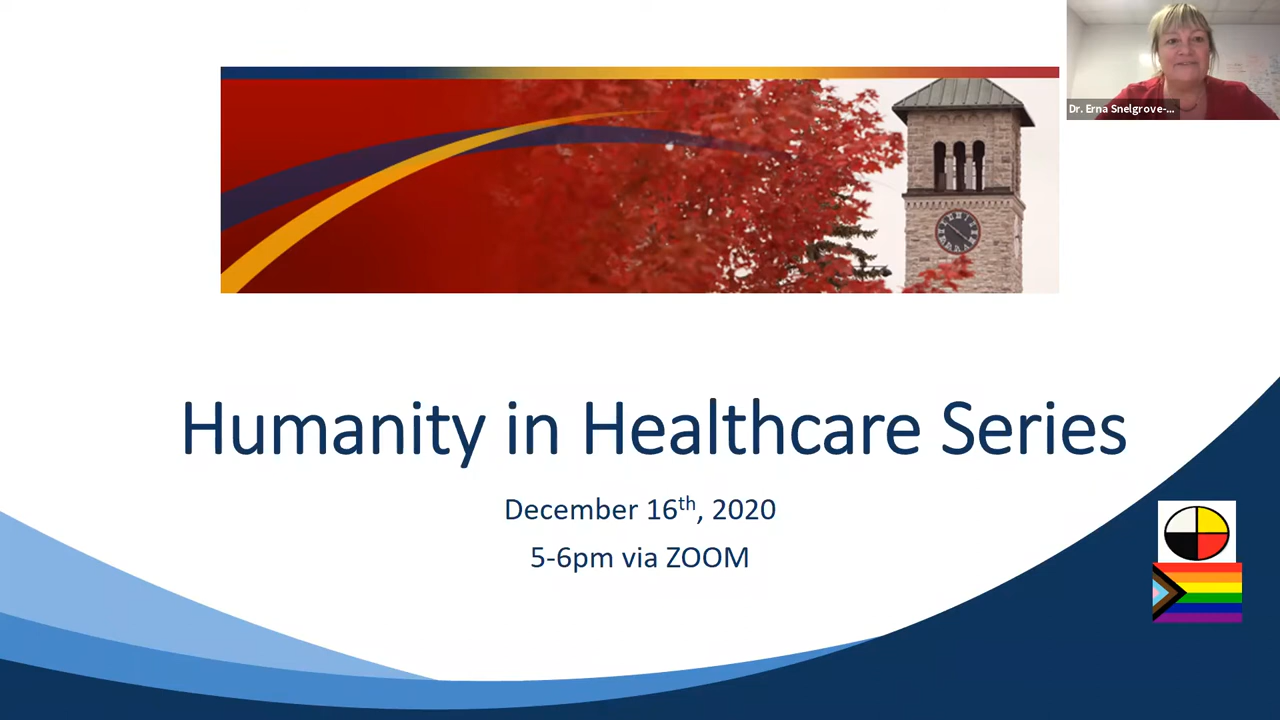 Dr. Erna Snelgrove-...
Humanity in Healthcare Series
December 16th, 2020
5-6pm via ZOOM